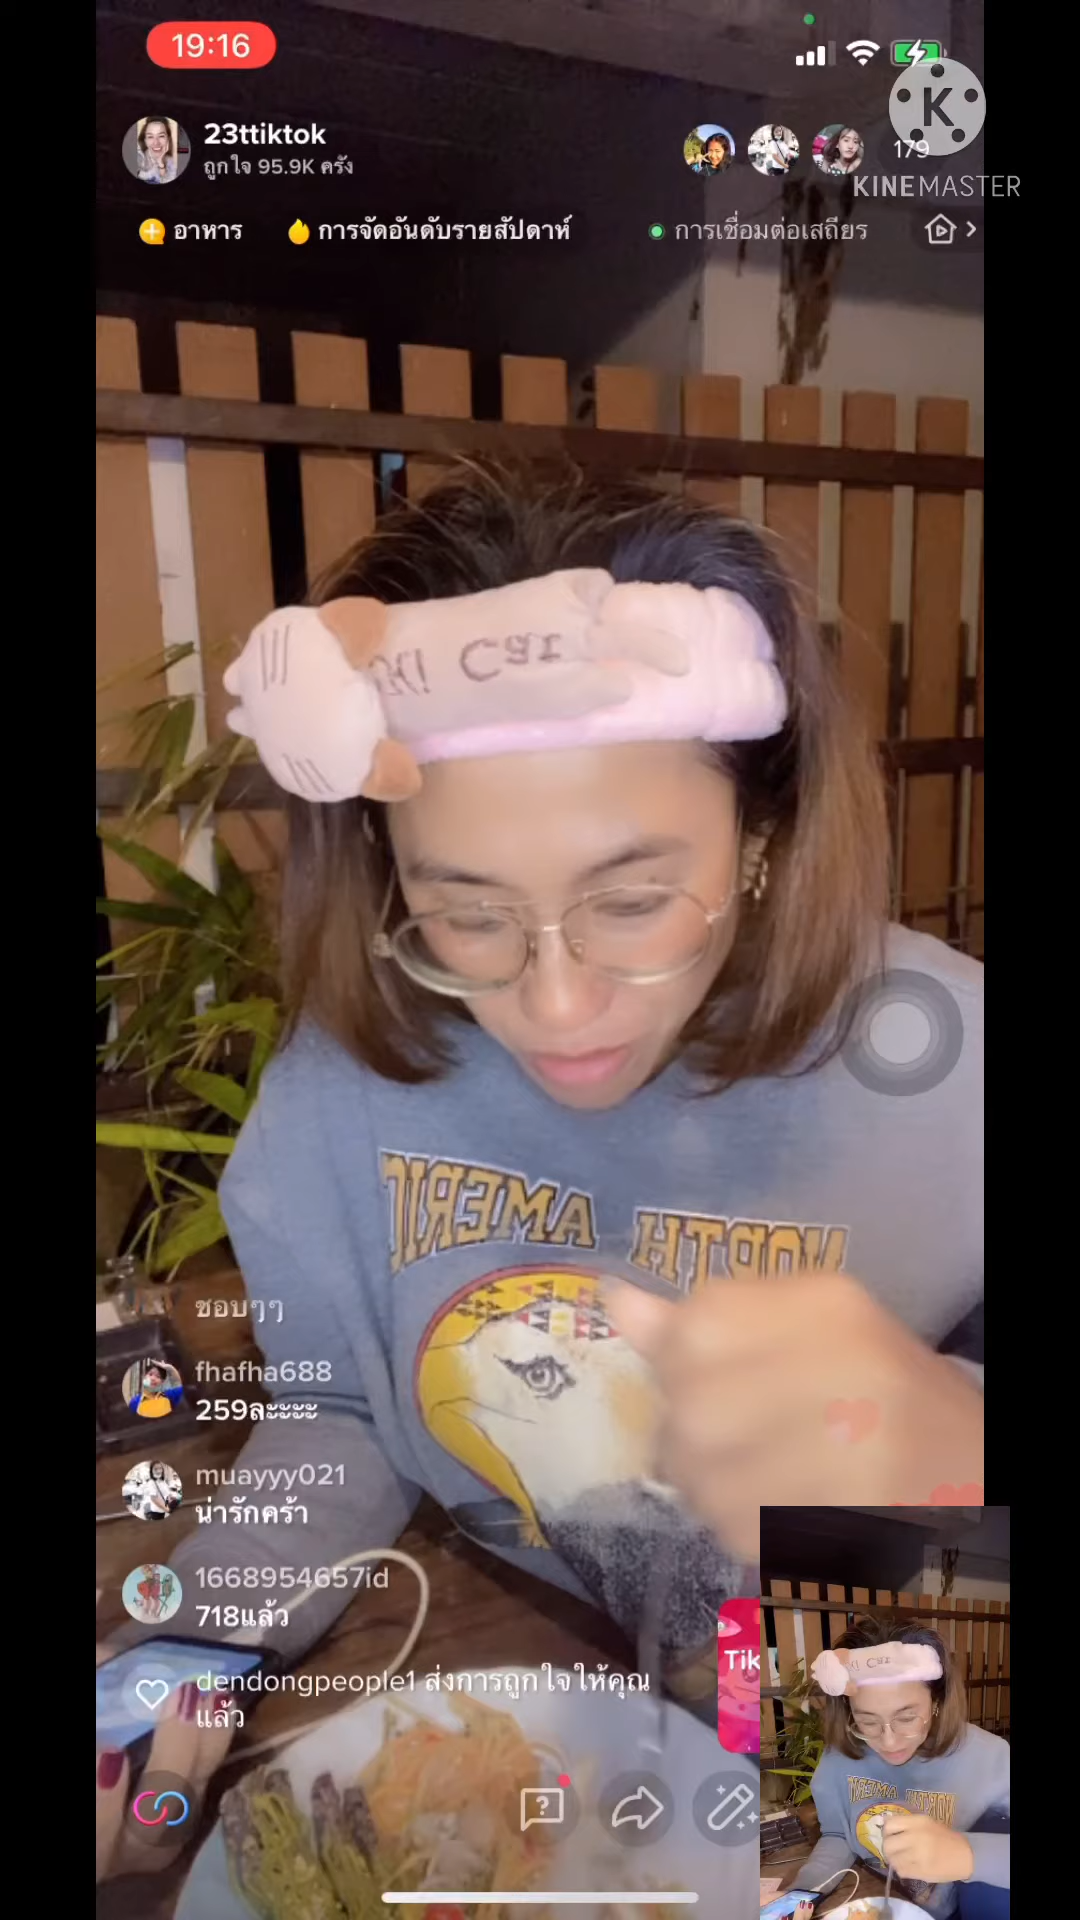 19:16
23ttiktok
ถูกใจ 95.9K ครั้ง
179
KINEMASTER
อาหาร
การจัดอันดับรายสัปดาห์
การเชื่อมต่อเสถียร
Cat
NORTH AMERIC
ชอบๆๆ
fhafha688
259ละะะะ
muayyy021
น่ารักคร้า
1668954657id
718แล้ว
dendongpeople1 ส่งการถูกใจให้คุณ
แล้ว
Tik